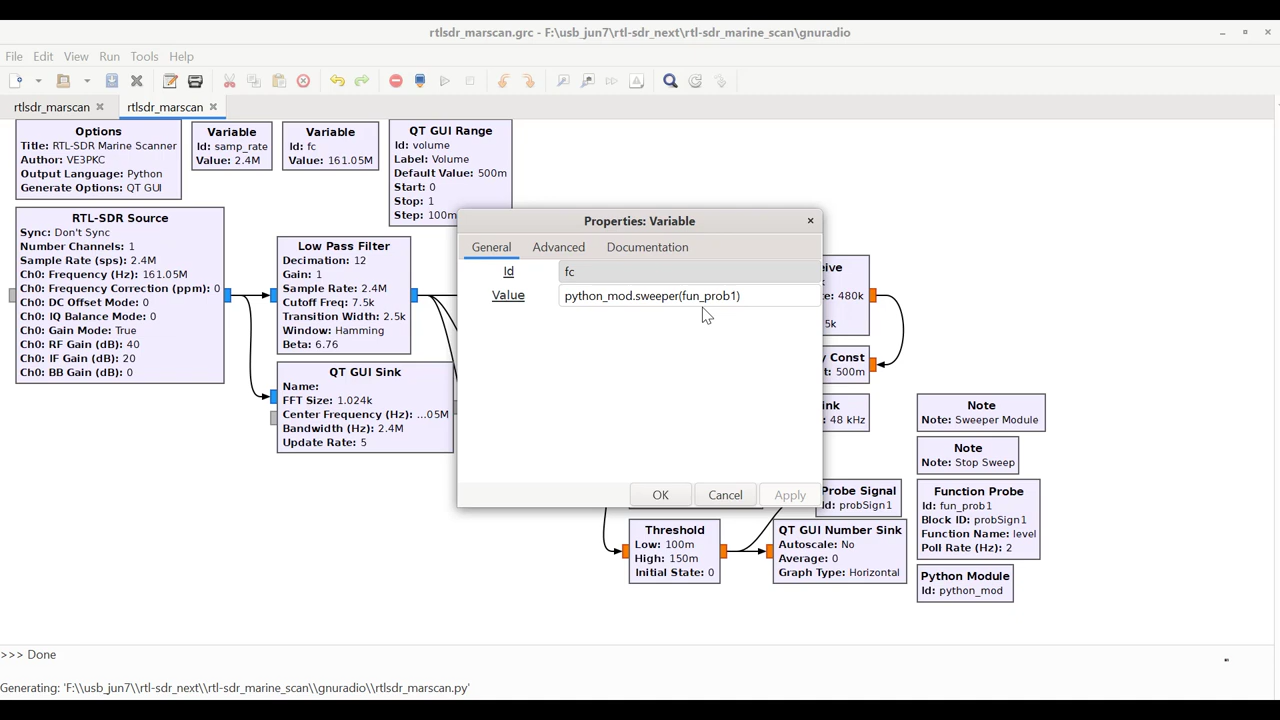 rtlsdr_marscan.grc - F:\usb_jun7\rtl-sdr_next\rtl-sdr_marine_scan\gnuradio
File Edit View Run Tools Help
rtlsdr_marscan
rtlsdr_marscan
Options
Title: RTL-SDR Marine Scanner
Author: VE3PKC
Output Language: Python
Generate Options: QT GUI
Variable
Id: samp_rate
Value: 2.4M
Variable
Id: fc
Value: 161.05M
QT GUI Range
Id: volume
Label: Volume
Default Value: 500m
Start: 0
Stop: 1
Step: 100m
RTL-SDR Source
Sync: Don't Sync
Number Channels: 1
Sample Rate (sps): 2.4M
Ch0: Frequency (Hz): 161.05M
Ch0: Frequency Correction (ppm): 0
Ch0: DC Offset Mode: 0
Ch0: IQ Balance Mode: 0
Ch0: Gain Mode: True
Ch0: RF Gain (dB): 40
Ch0: IF Gain (dB): 20
Ch0: BB Gain (dB): 0
Low Pass Filter
Decimation: 12
Gain: 1
Sample Rate: 2.4M
Cutoff Freq: 7.5k
Transition Width: 2.5k
Window: Hamming
Beta: 6.76
QT GUI Sink
Name:
FFT Size: 1.024k
Center Frequency (Hz): ...05M
Bandwidth (Hz): 2.4M
Update Rate: 5
Properties: Variable
General Advanced Documentation
Id fc
Value python_mod.sweeper(fun_prob1)
OK Cancel Apply
ive
te: 480k
5k
y Const
t: 500m
ink
: 48 kHz
Probe Signal
Id: probSign1
Threshold
Low: 100m
High: 150m
Initial State: 0
QT GUI Number Sink
Autoscale: No
Average: 0
Graph Type: Horizontal
Note
Note: Sweeper Module
Note
Note: Stop Sweep
Function Probe
Id: fun_prob1
Block ID: probSign1
Function Name: level
Poll Rate (Hz): 2
Python Module
Id: python_mod
>>> Done
Generating: 'F:\\usb_jun7\\rtl-sdr_next\\rtl-sdr_marine_scan\\gnuradio\\rtlsdr_marscan.py'